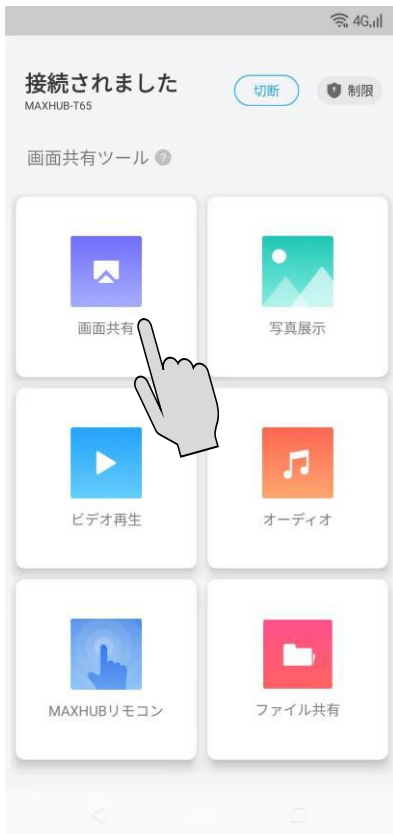 4G
接続されました
MAXHUB-T65
切断
制限
画面共有ツール ?
画面共有
写真展示
ビデオ再生
オーディオ
MAXHUBリモコン
ファイル共有